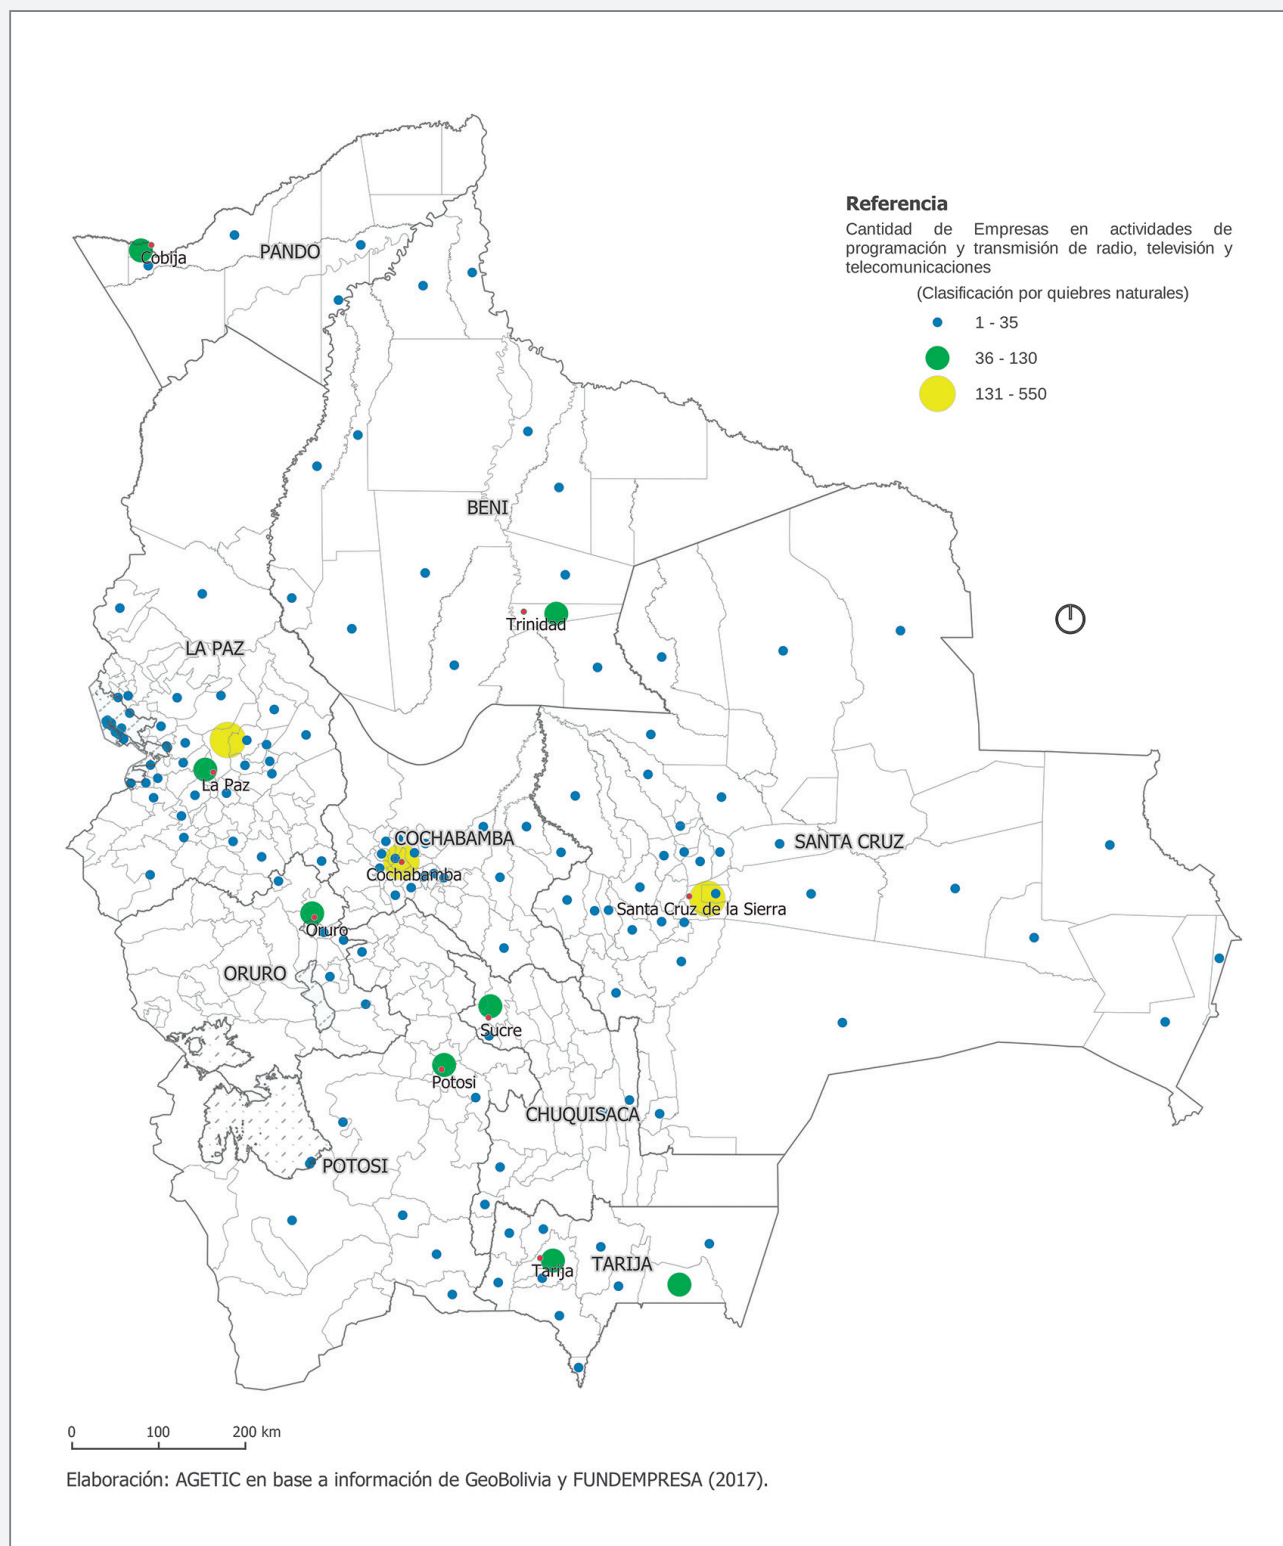 Referencia
Cantidad de Empresas en actividades de
programación y transmisión de radio, televisión y
telecomunicaciones
(Clasificación por quiebres naturales)
1 - 35
36 - 130
131 - 550
Cobija
PANDO
BENI
Trinidad
LA PAZ
La Paz
COCHABAMBA
Cochabamba
SANTA CRUZ
Santa Cruz de la Sierra
Oruro
ORURO
Sucre
Potosi
CHUQUISACA
POTOSI
Tarija
TARIJA
0 100 200 km
Elaboración: AGETIC en base a información de GeoBolivia y FUNDEMPRESA (2017).